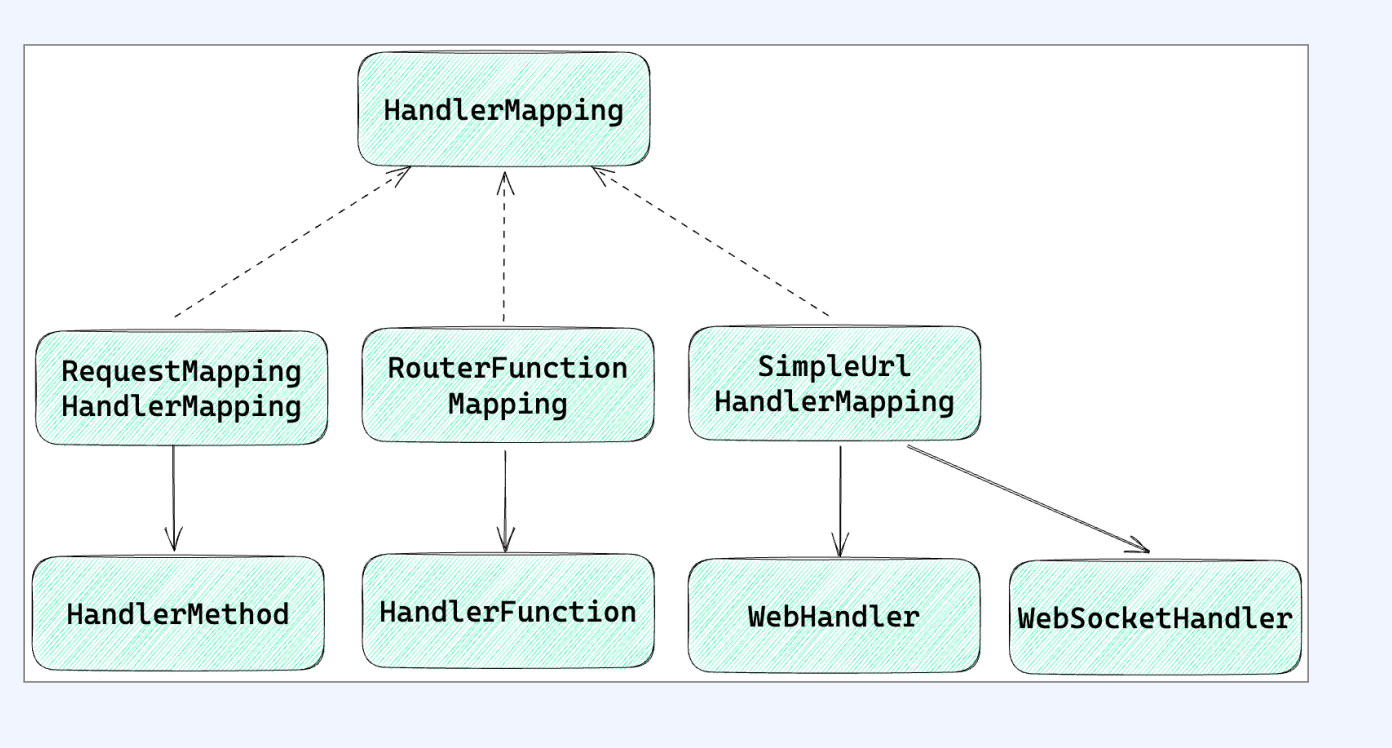 HandlerMapping
RequestMapping
HandlerMapping
RouterFunction
Mapping
SimpleUrl
HandlerMapping
HandlerMethod
HandlerFunction
WebHandler
WebSocketHandler